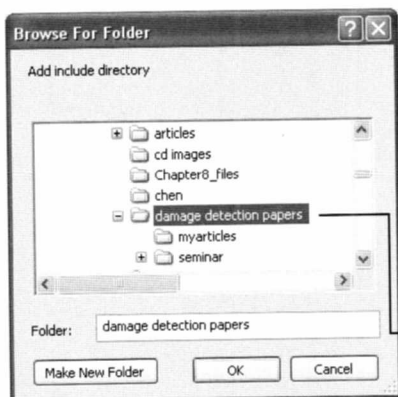 Browse For Folder
Add include directory
articles
cd images
Chapter8_files
chen
damage detection papers
myarticles
seminar
Folder: damage detection papers
Make New Folder OK Cancel